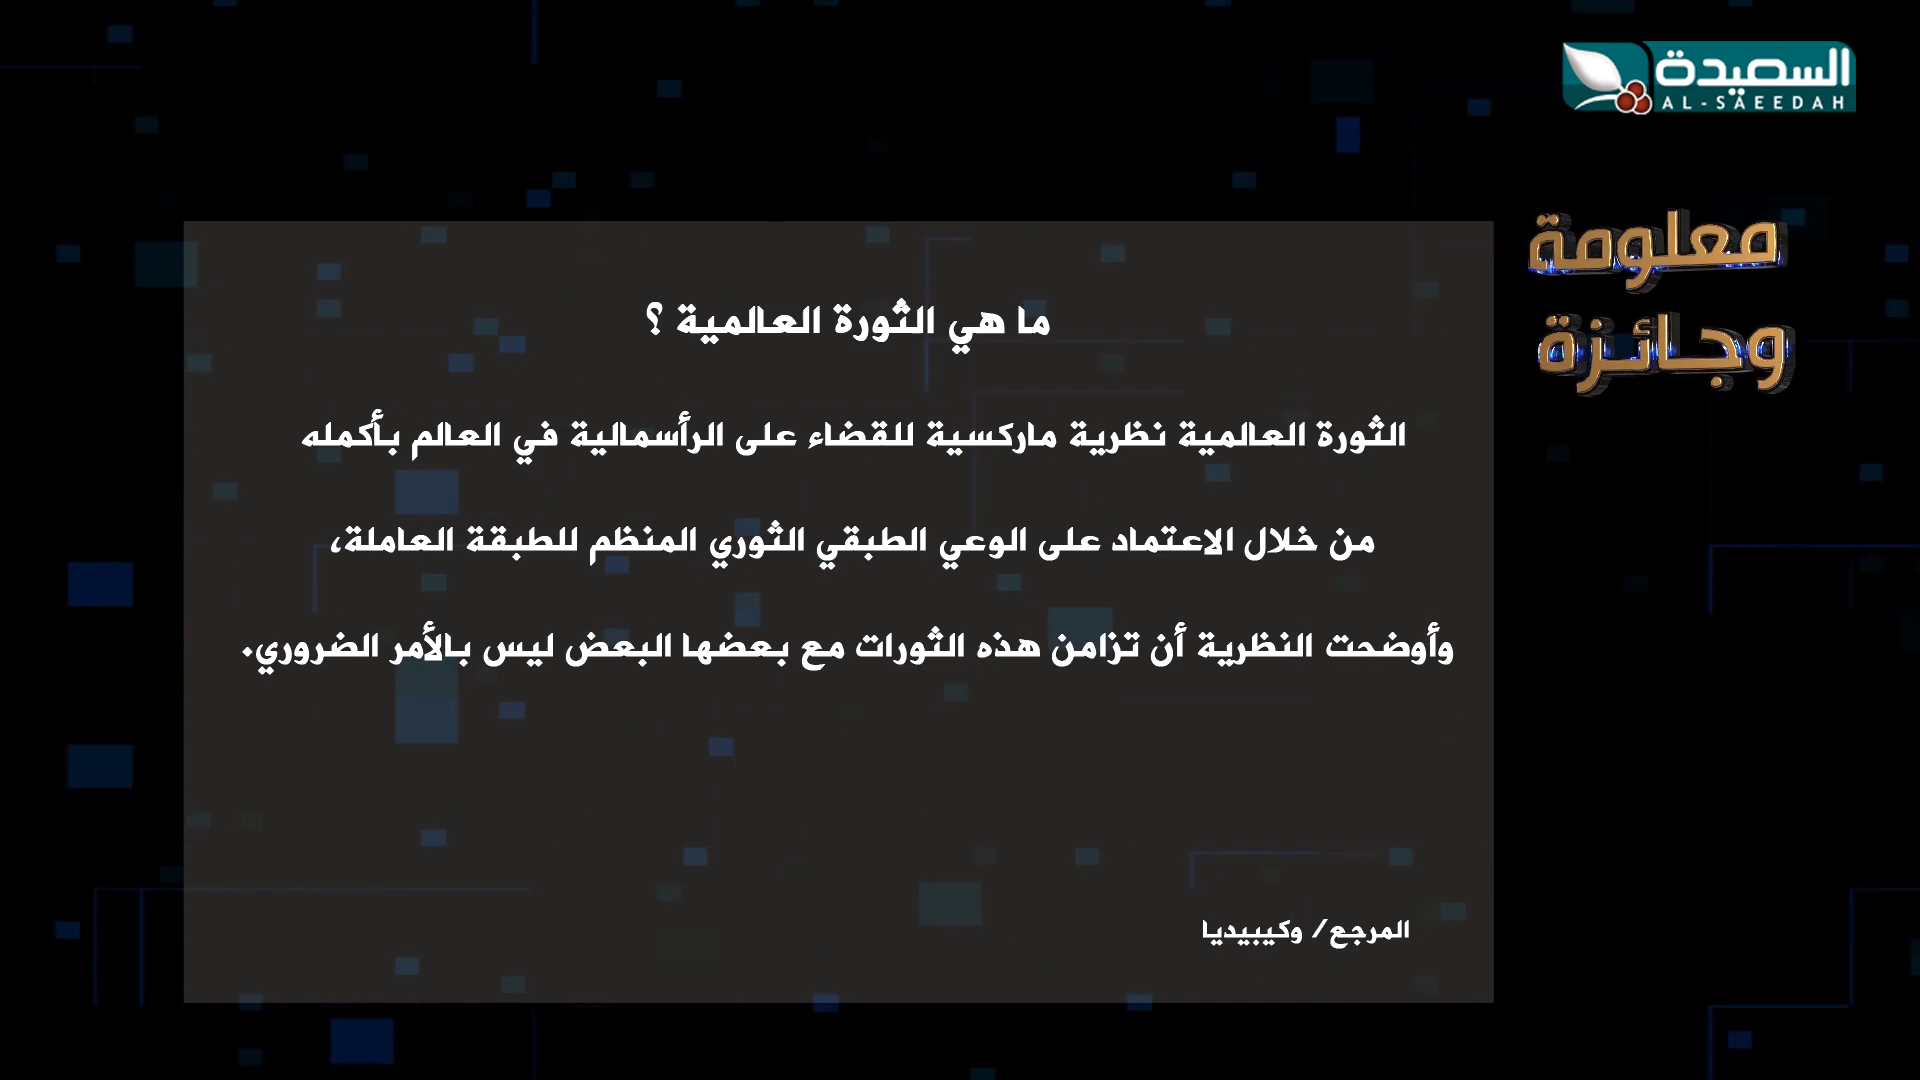 السعيدة
AL-SAEEDAH
معلومة
وجائزة
ما هي الثورة العالمية ؟
الثورة العالمية نظرية ماركسية للقضاء على الرأسمالية في العالم بأكمله
من خلال الاعتماد على الوعي الطبقي الثوري المنظم للطبقة العاملة،
وأوضحت النظرية أن تزامن هذه الثورات مع بعضها البعض ليس بالأمر الضروري.
المرجع/ وكيبيديا